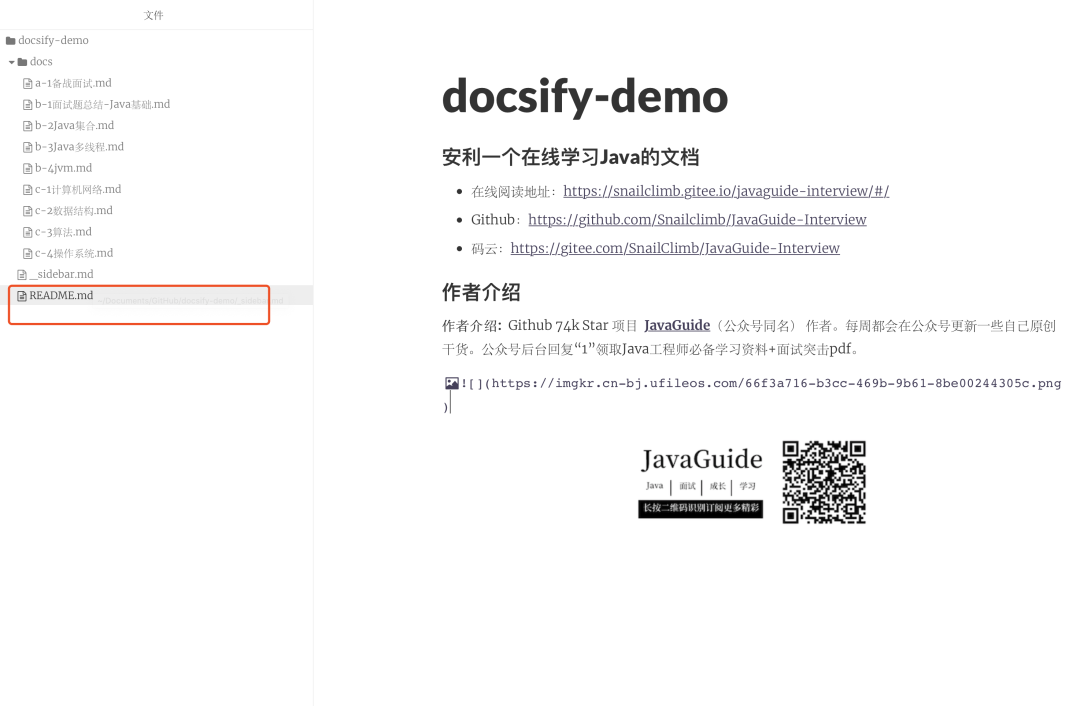 文件
docsify-demo
docs
a-1备战面试.md
b-1面试题总结-Java基础.md
b-2Java集合.md
b-3Java多线程.md
b-4jvm.md
c-1计算机网络.md
c-2数据结构.md
c-3算法.md
c-4操作系统.md
_sidebar.md
README.md
docsify-demo
安利一个在线学习Java的文档
在线阅读地址：https://snailclimb.gitee.io/javaguide-interview/#/
Github：https://github.com/Snailclimb/JavaGuide-Interview
码云：https://gitee.com/SnailClimb/JavaGuide-Interview
作者介绍
作者介绍：Github 74k Star 项目 JavaGuide（公众号同名） 作者。每周都会在公众号更新一些自己原创
干货。公众号后台回复“1”领取Java工程师必备学习资料+面试突击pdf。
![](https://imgkr.cn-bj.ufileos.com/66f3a716-b3cc-469b-9b61-8be00244305c.png
)
JavaGuide
Java | 面试 | 成长 | 学习
长按二维码识别订阅更多精彩